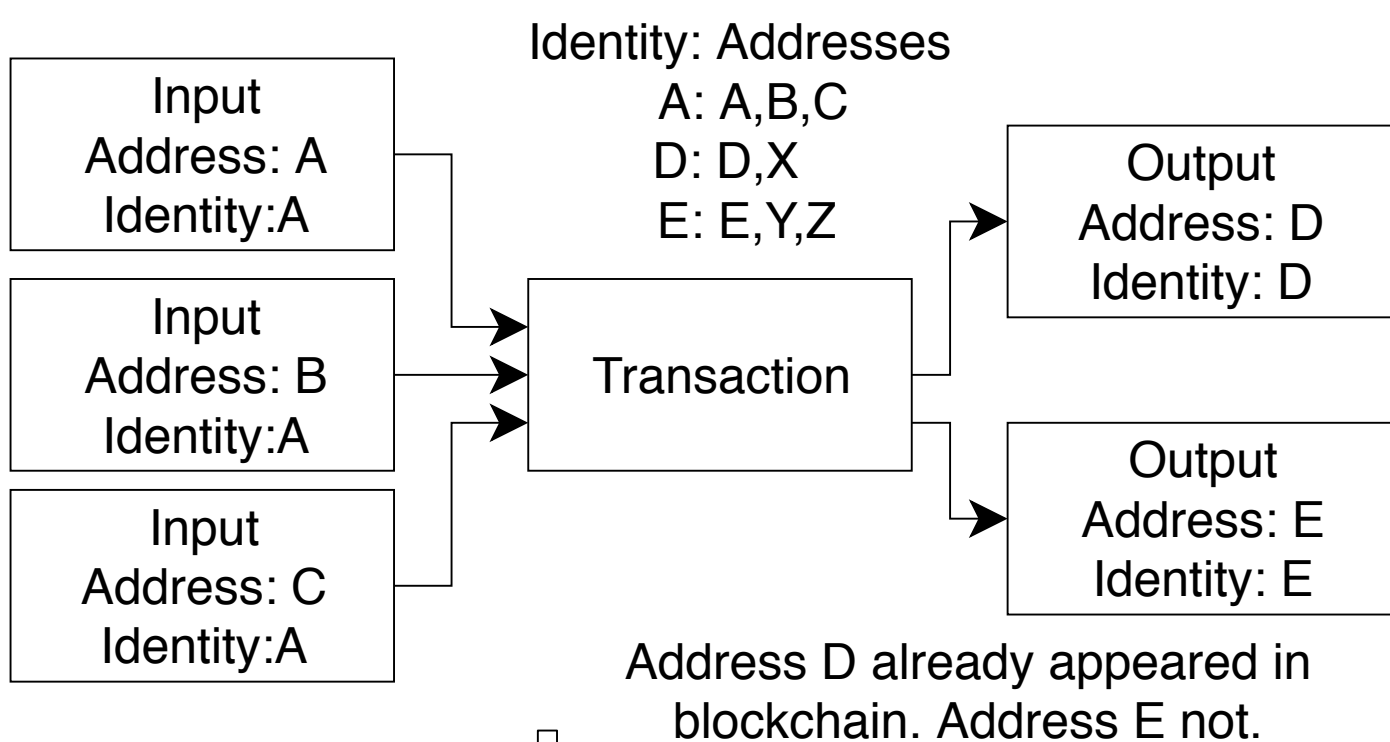 Identity: Addresses
A: A,B,C
D: D,X
E: E,Y,Z
Input
Address: A
Identity:A
Input
Address: B
Identity:A
Input
Address: C
Identity:A
Transaction
Output
Address: D
Identity: D
Output
Address: E
Identity: E
Address D already appeared in
blockchain. Address E not.